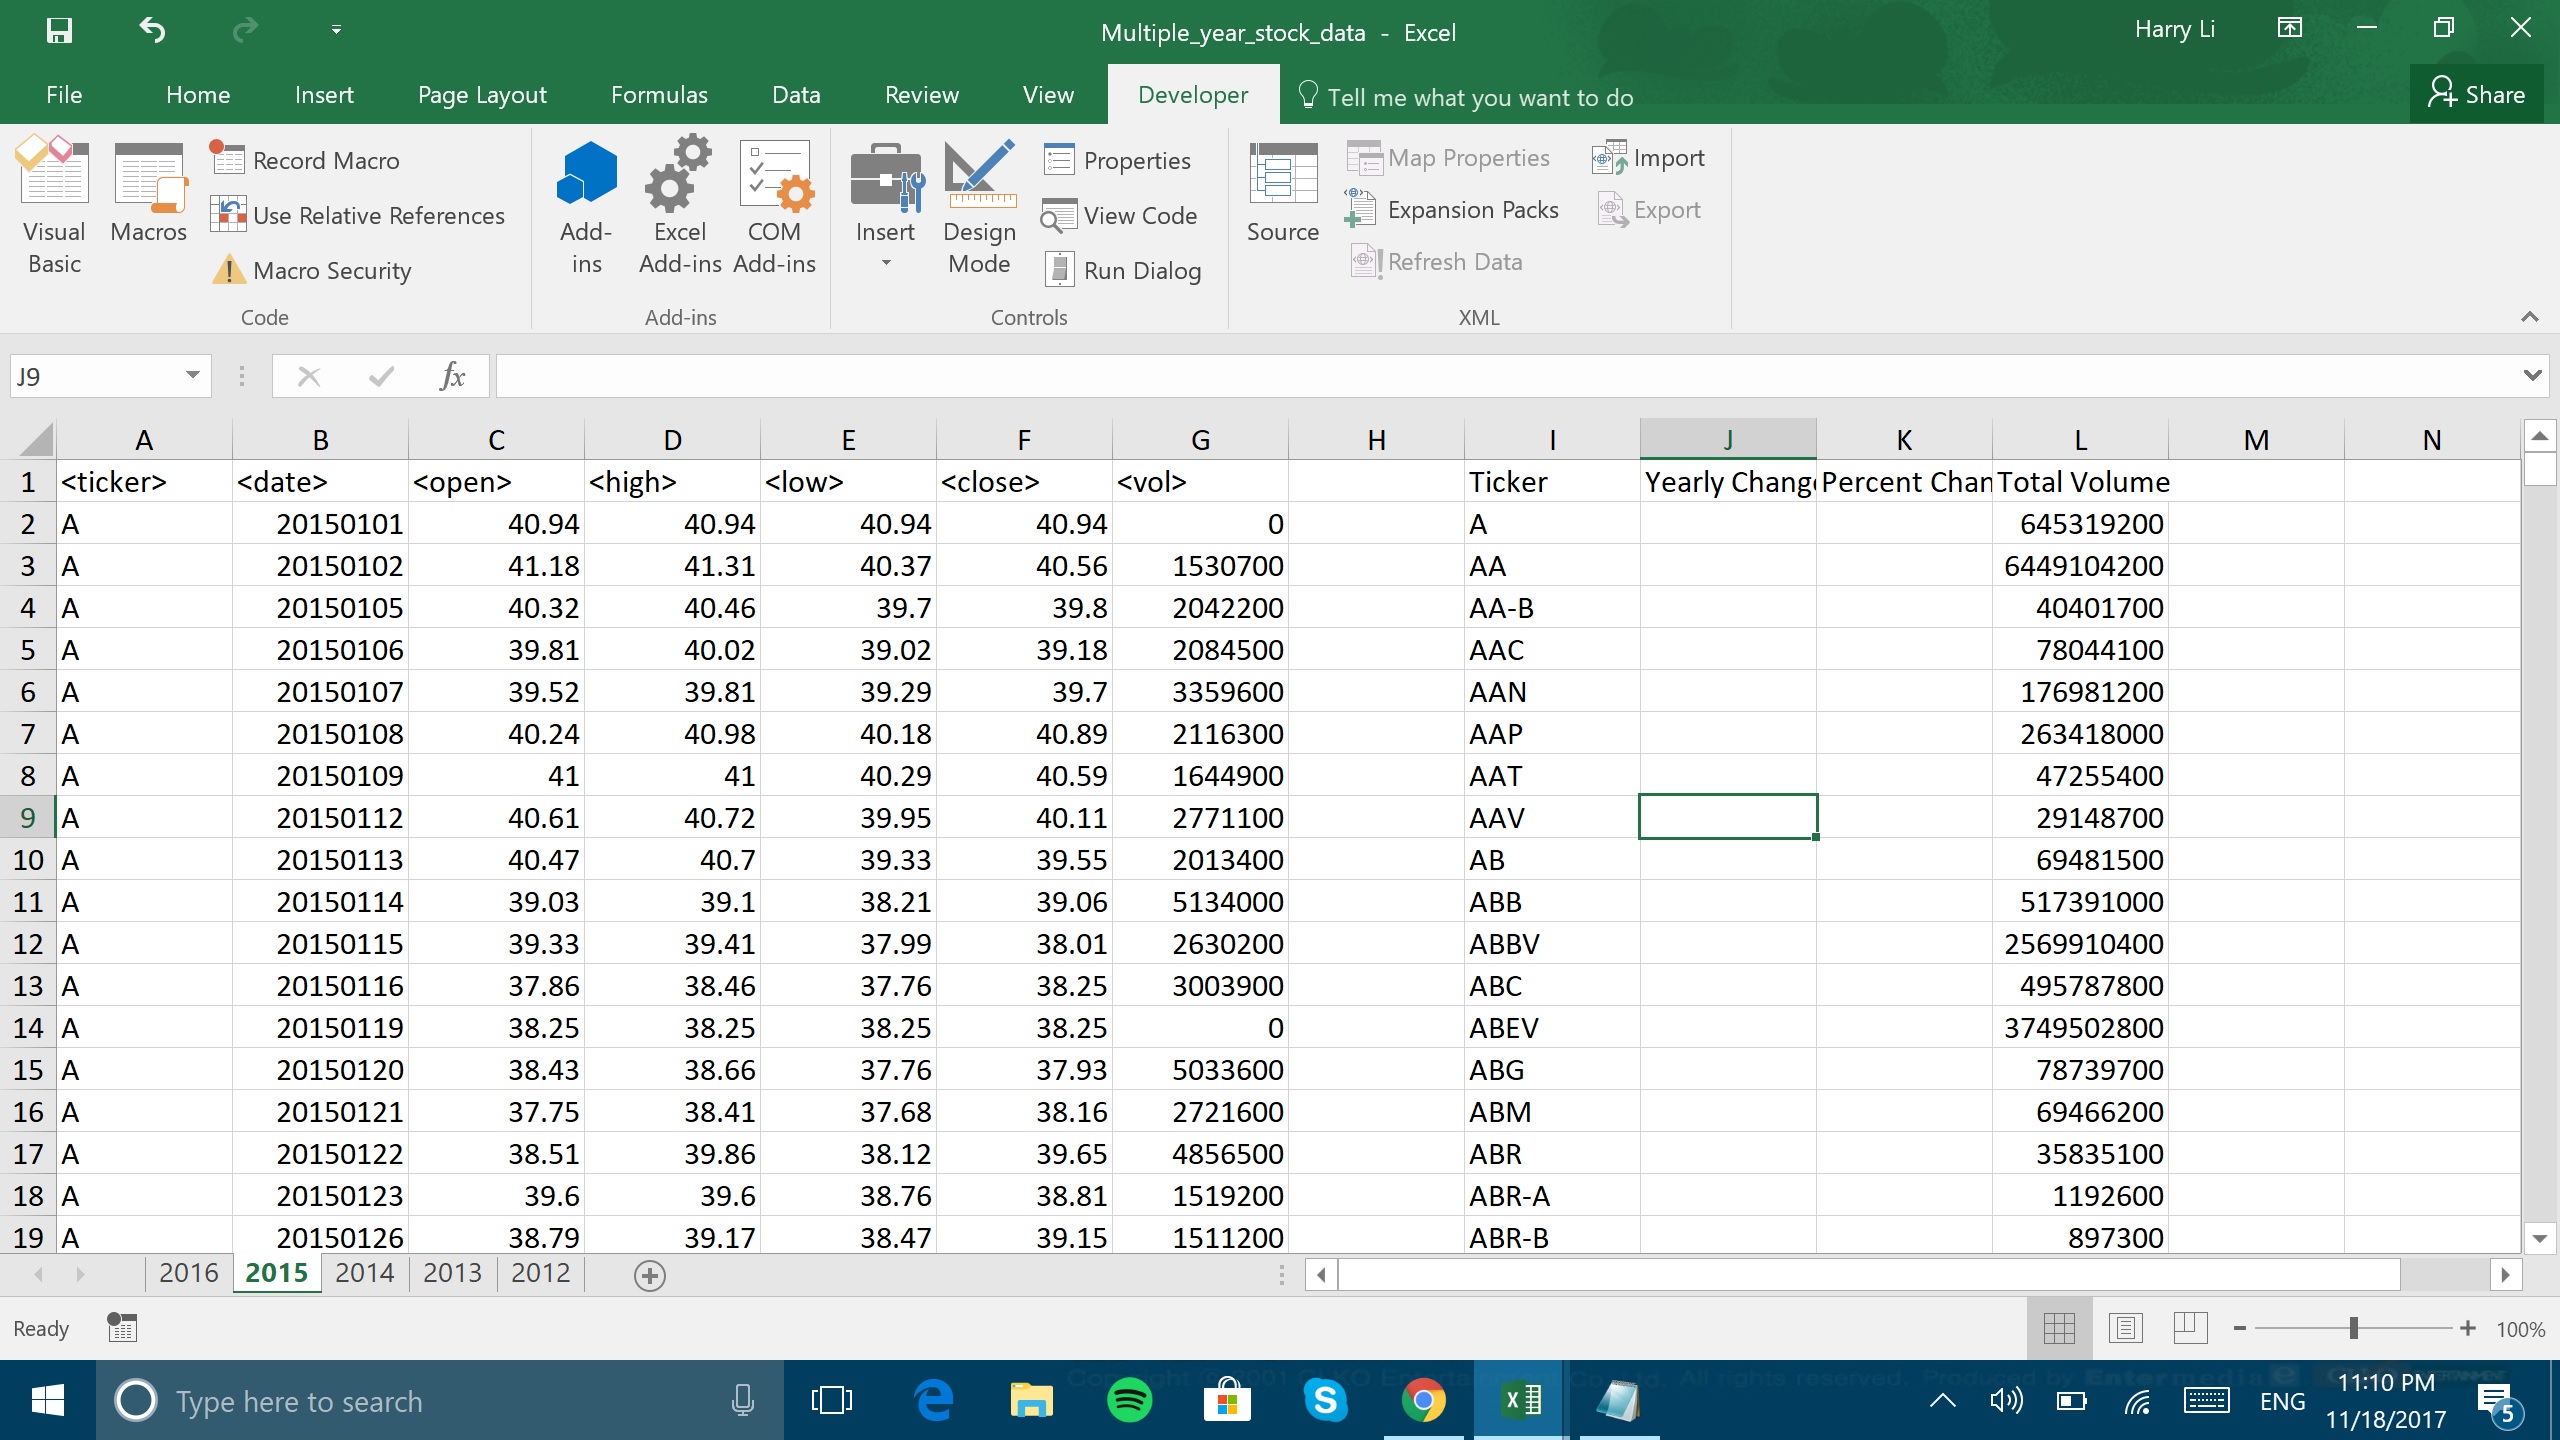 Multiple_year_stock_data - Excel
Harry Li
File Home Insert Page Layout Formulas Data Review View Developer Tell me what you want to do Share
Visual Basic
Macros
Record Macro
Use Relative References
Macro Security
Code
Add-ins
Excel Add-ins
COM Add-ins
Add-ins
Insert
Design Mode
Properties
View Code
Run Dialog
Controls
Source
Map Properties
Expansion Packs
Refresh Data
Import
Export
XML
J9 fx
A B C D E F G H I J K L M N
1 <ticker> <date> <open> <high> <low> <close> <vol> Ticker Yearly Change Percent Chan Total Volume
2 A 20150101 40.94 40.94 40.94 40.94 0 A 645319200
3 A 20150102 41.18 41.31 40.37 40.56 1530700 AA 6449104200
4 A 20150105 40.32 40.46 39.7 39.8 2042200 AA-B 40401700
5 A 20150106 39.81 40.02 39.02 39.18 2084500 AAC 78044100
6 A 20150107 39.52 39.81 39.29 39.7 3359600 AAN 176981200
7 A 20150108 40.24 40.98 40.18 40.89 2116300 AAP 263418000
8 A 20150109 41 41 40.29 40.59 1644900 AAT 47255400
9 A 20150112 40.61 40.72 39.95 40.11 2771100 AAV 29148700
10 A 20150113 40.47 40.7 39.33 39.55 2013400 AB 69481500
11 A 20150114 39.03 39.1 38.21 39.06 5134000 ABB 517391000
12 A 20150115 39.33 39.41 37.99 38.01 2630200 ABBV 2569910400
13 A 20150116 37.86 38.46 37.76 38.25 3003900 ABC 495787800
14 A 20150119 38.25 38.25 38.25 38.25 0 ABEV 3749502800
15 A 20150120 38.43 38.66 37.76 37.93 5033600 ABG 78739700
16 A 20150121 37.75 38.41 37.68 38.16 2721600 ABM 69466200
17 A 20150122 38.51 39.86 38.12 39.65 4856500 ABR 35835100
18 A 20150123 39.6 39.6 38.76 38.81 1519200 ABR-A 1192600
19 A 20150126 38.79 39.17 38.47 39.15 1511200 ABR-B 897300
2016 2015 2014 2013 2012
Ready 100%
Type here to search
ENG
11:10 PM
11/18/2017
5